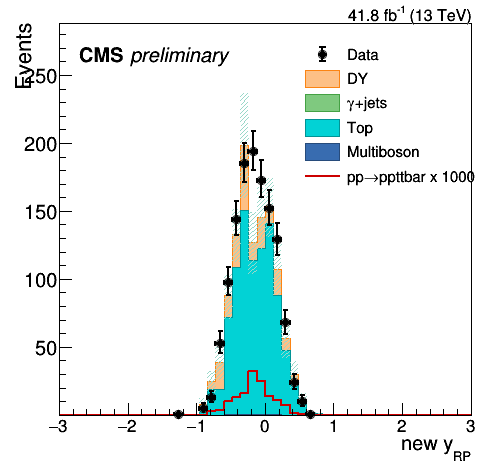 41.8 fb⁻¹ (13 TeV)
Events
CMS preliminary
Data
DY
γ+jets
Top
Multiboson
pp→ppttbar x 1000
250
200
150
100
50
−3 −2 −1 0 1 2 3
new y_RP